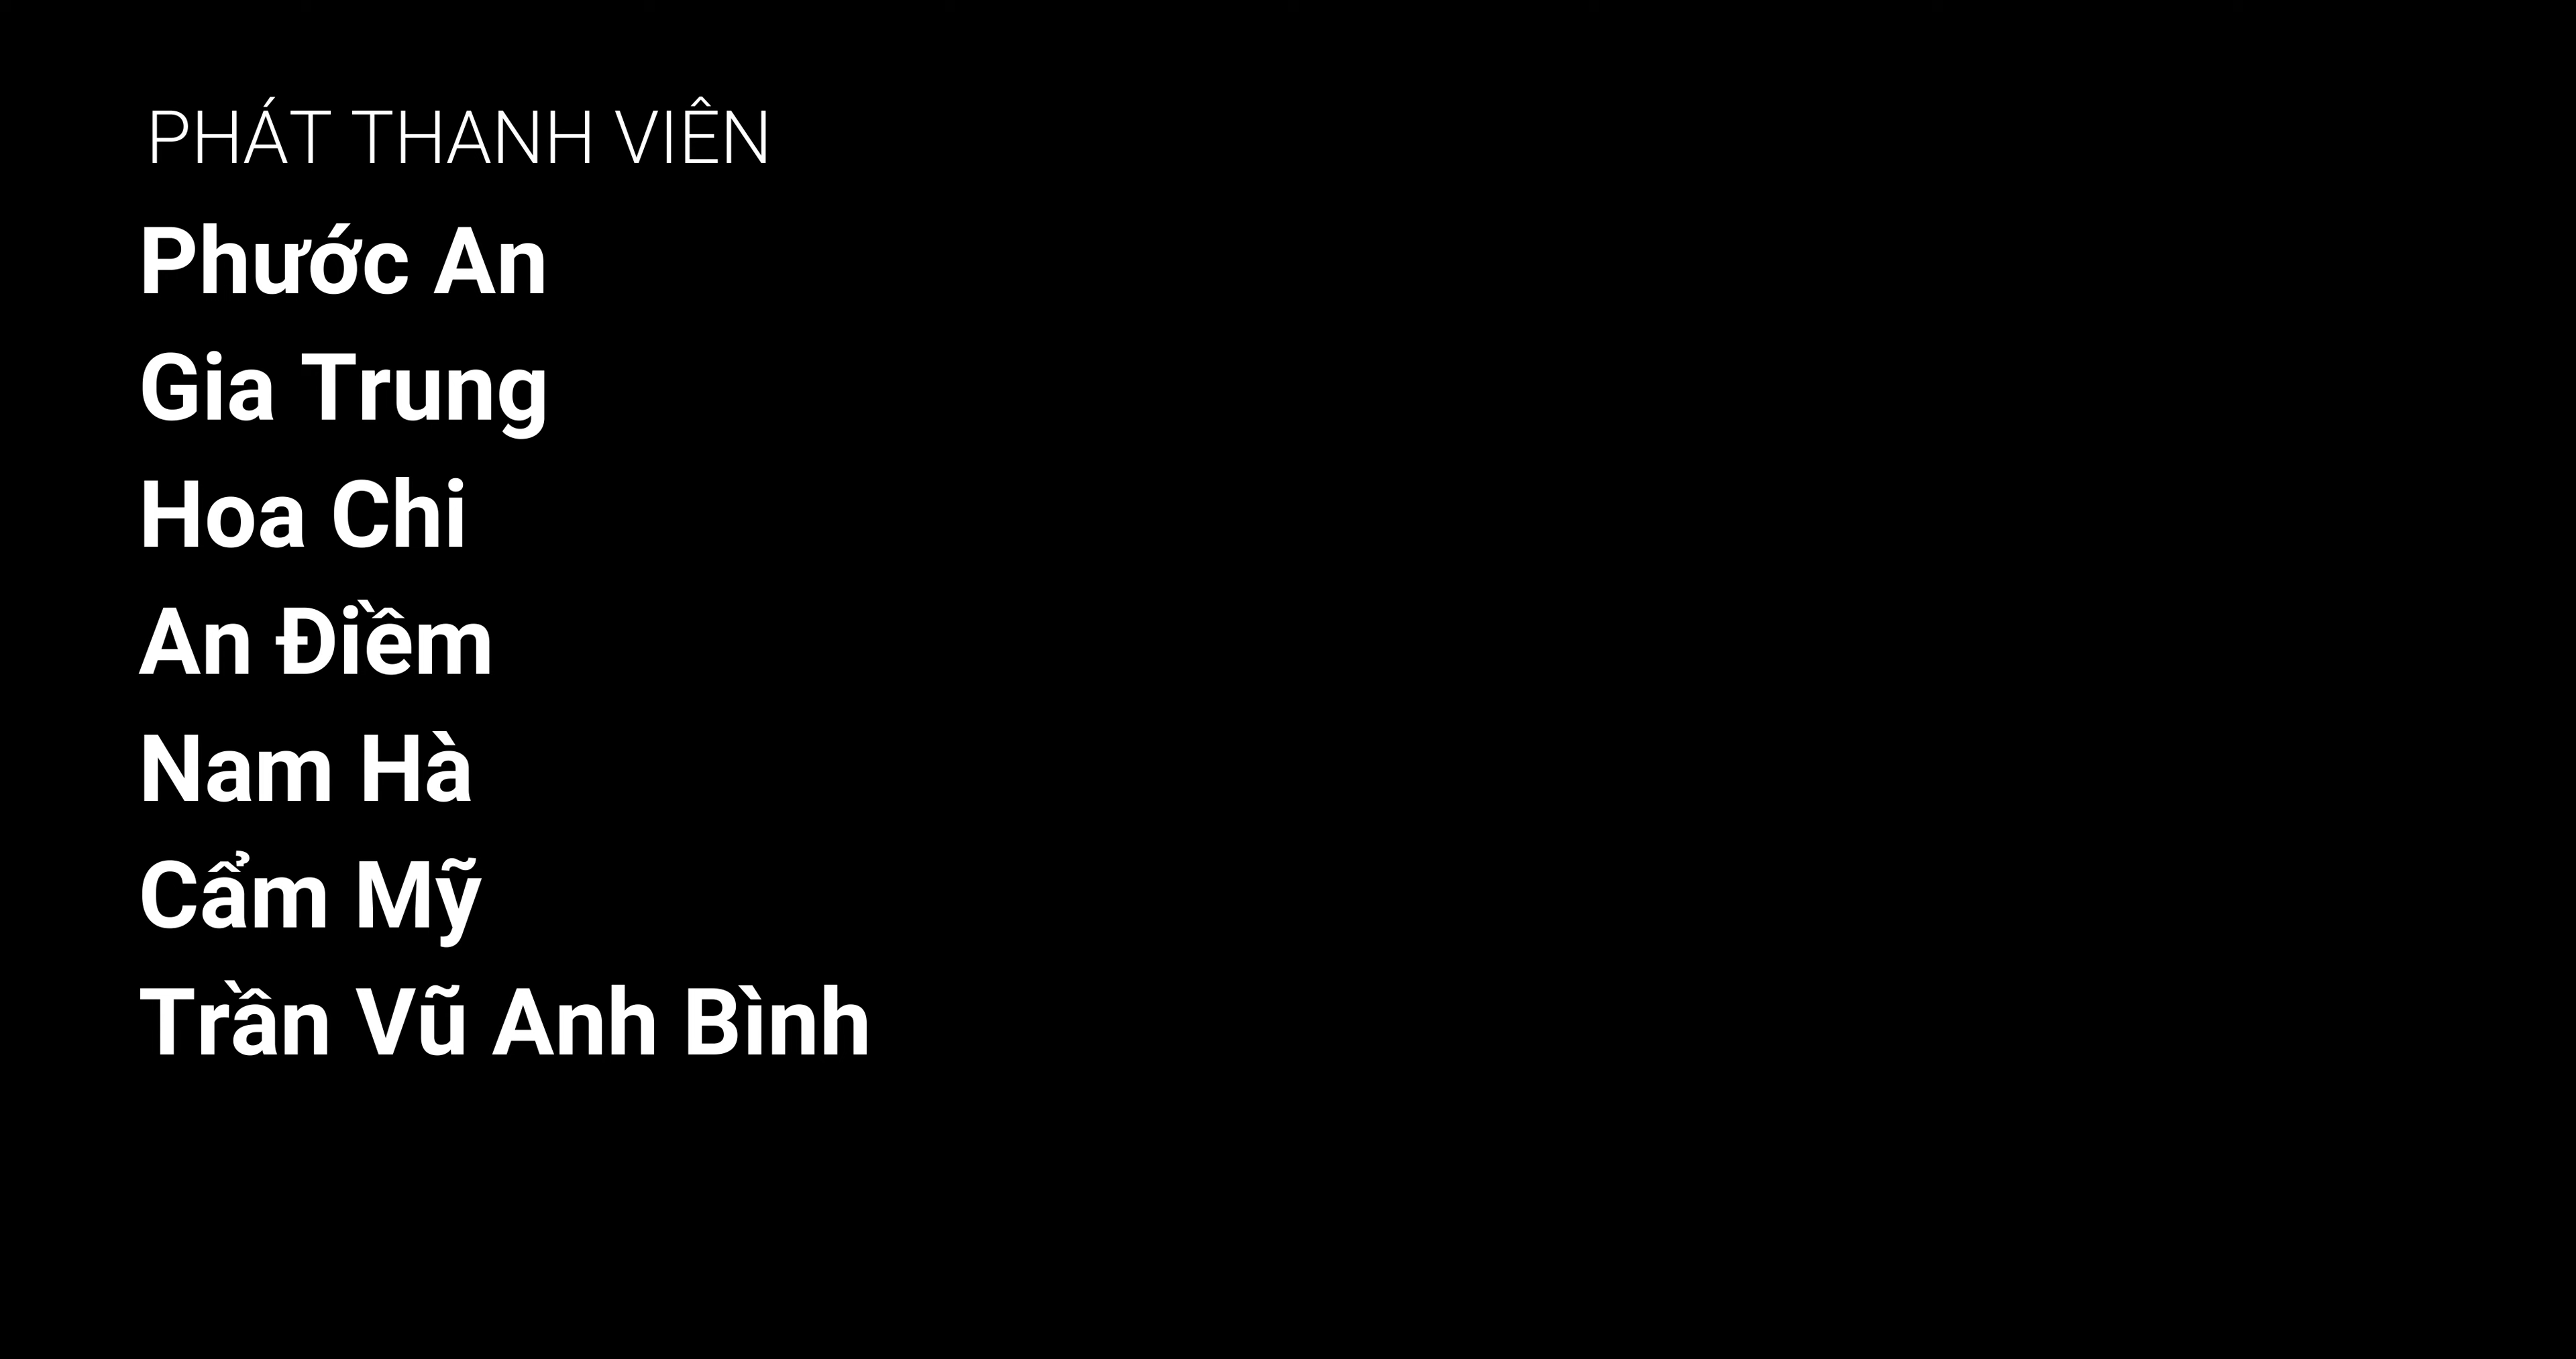 PHÁT THANH VIÊN
Phước An
Gia Trung
Hoa Chi
An Điềm
Nam Hà
Cẩm Mỹ
Trần Vũ Anh Bình